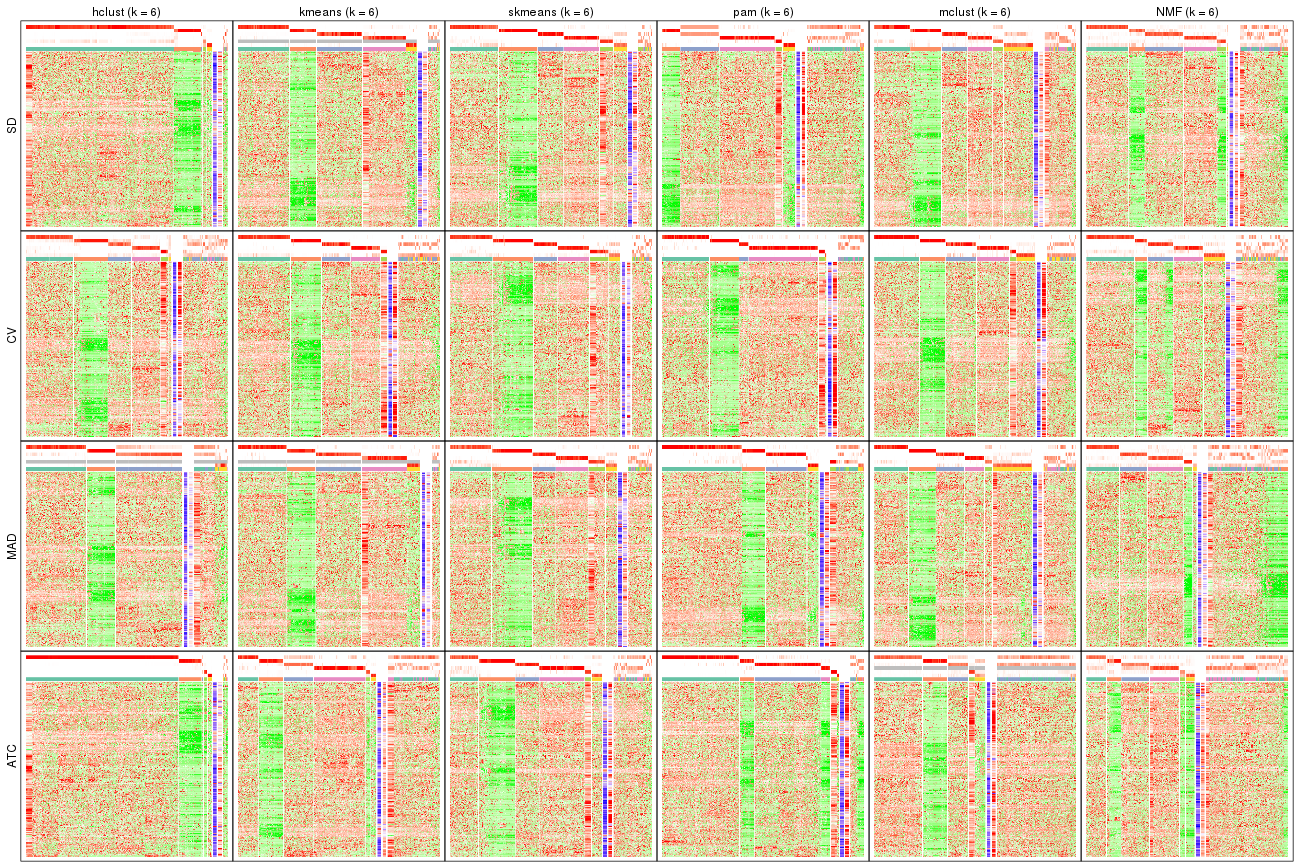 hclust (k = 6)
kmeans (k = 6)
skmeans (k = 6)
pam (k = 6)
mclust (k = 6)
NMF (k = 6)
SD
CV
MAD
ATC